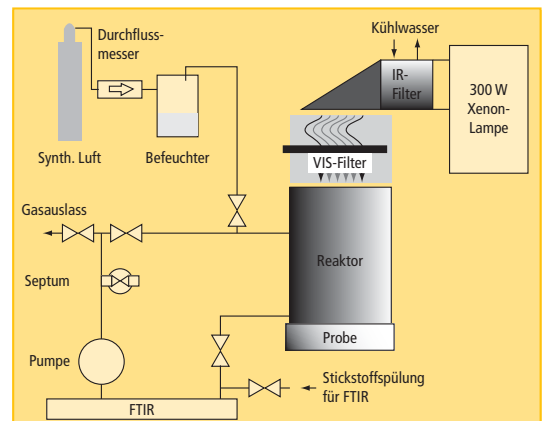 Durchfluss-
messer
Synth. Luft
Befeuchter
Kühlwasser
IR-
Filter
300 W
Xenon-
Lampe
VIS-Filter
Gasauslass
Septum
Reaktor
Probe
Pumpe
Stickstoffspülung
für FTIR
FTIR